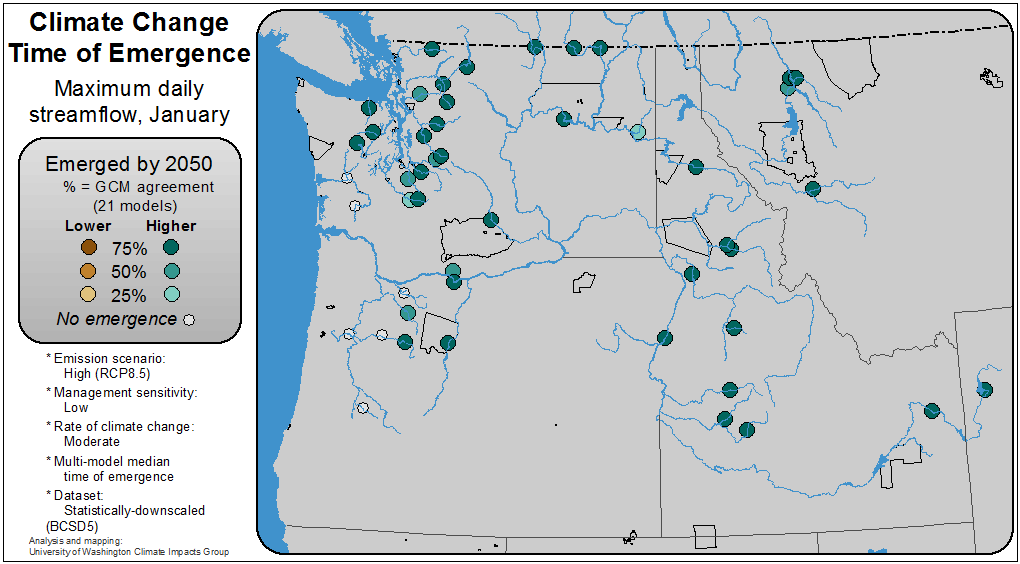 Climate Change
Time of Emergence
Maximum daily
streamflow, January
Emerged by 2050
% = GCM agreement
(21 models)
Lower Higher
75%
50%
25%
No emergence
* Emission scenario:
High (RCP8.5)
* Management sensitivity:
Low
* Rate of climate change:
Moderate
* Multi-model median
time of emergence
* Dataset:
Statistically-downscaled
(BCSD5)
Analysis and mapping:
University of Washington Climate Impacts Group